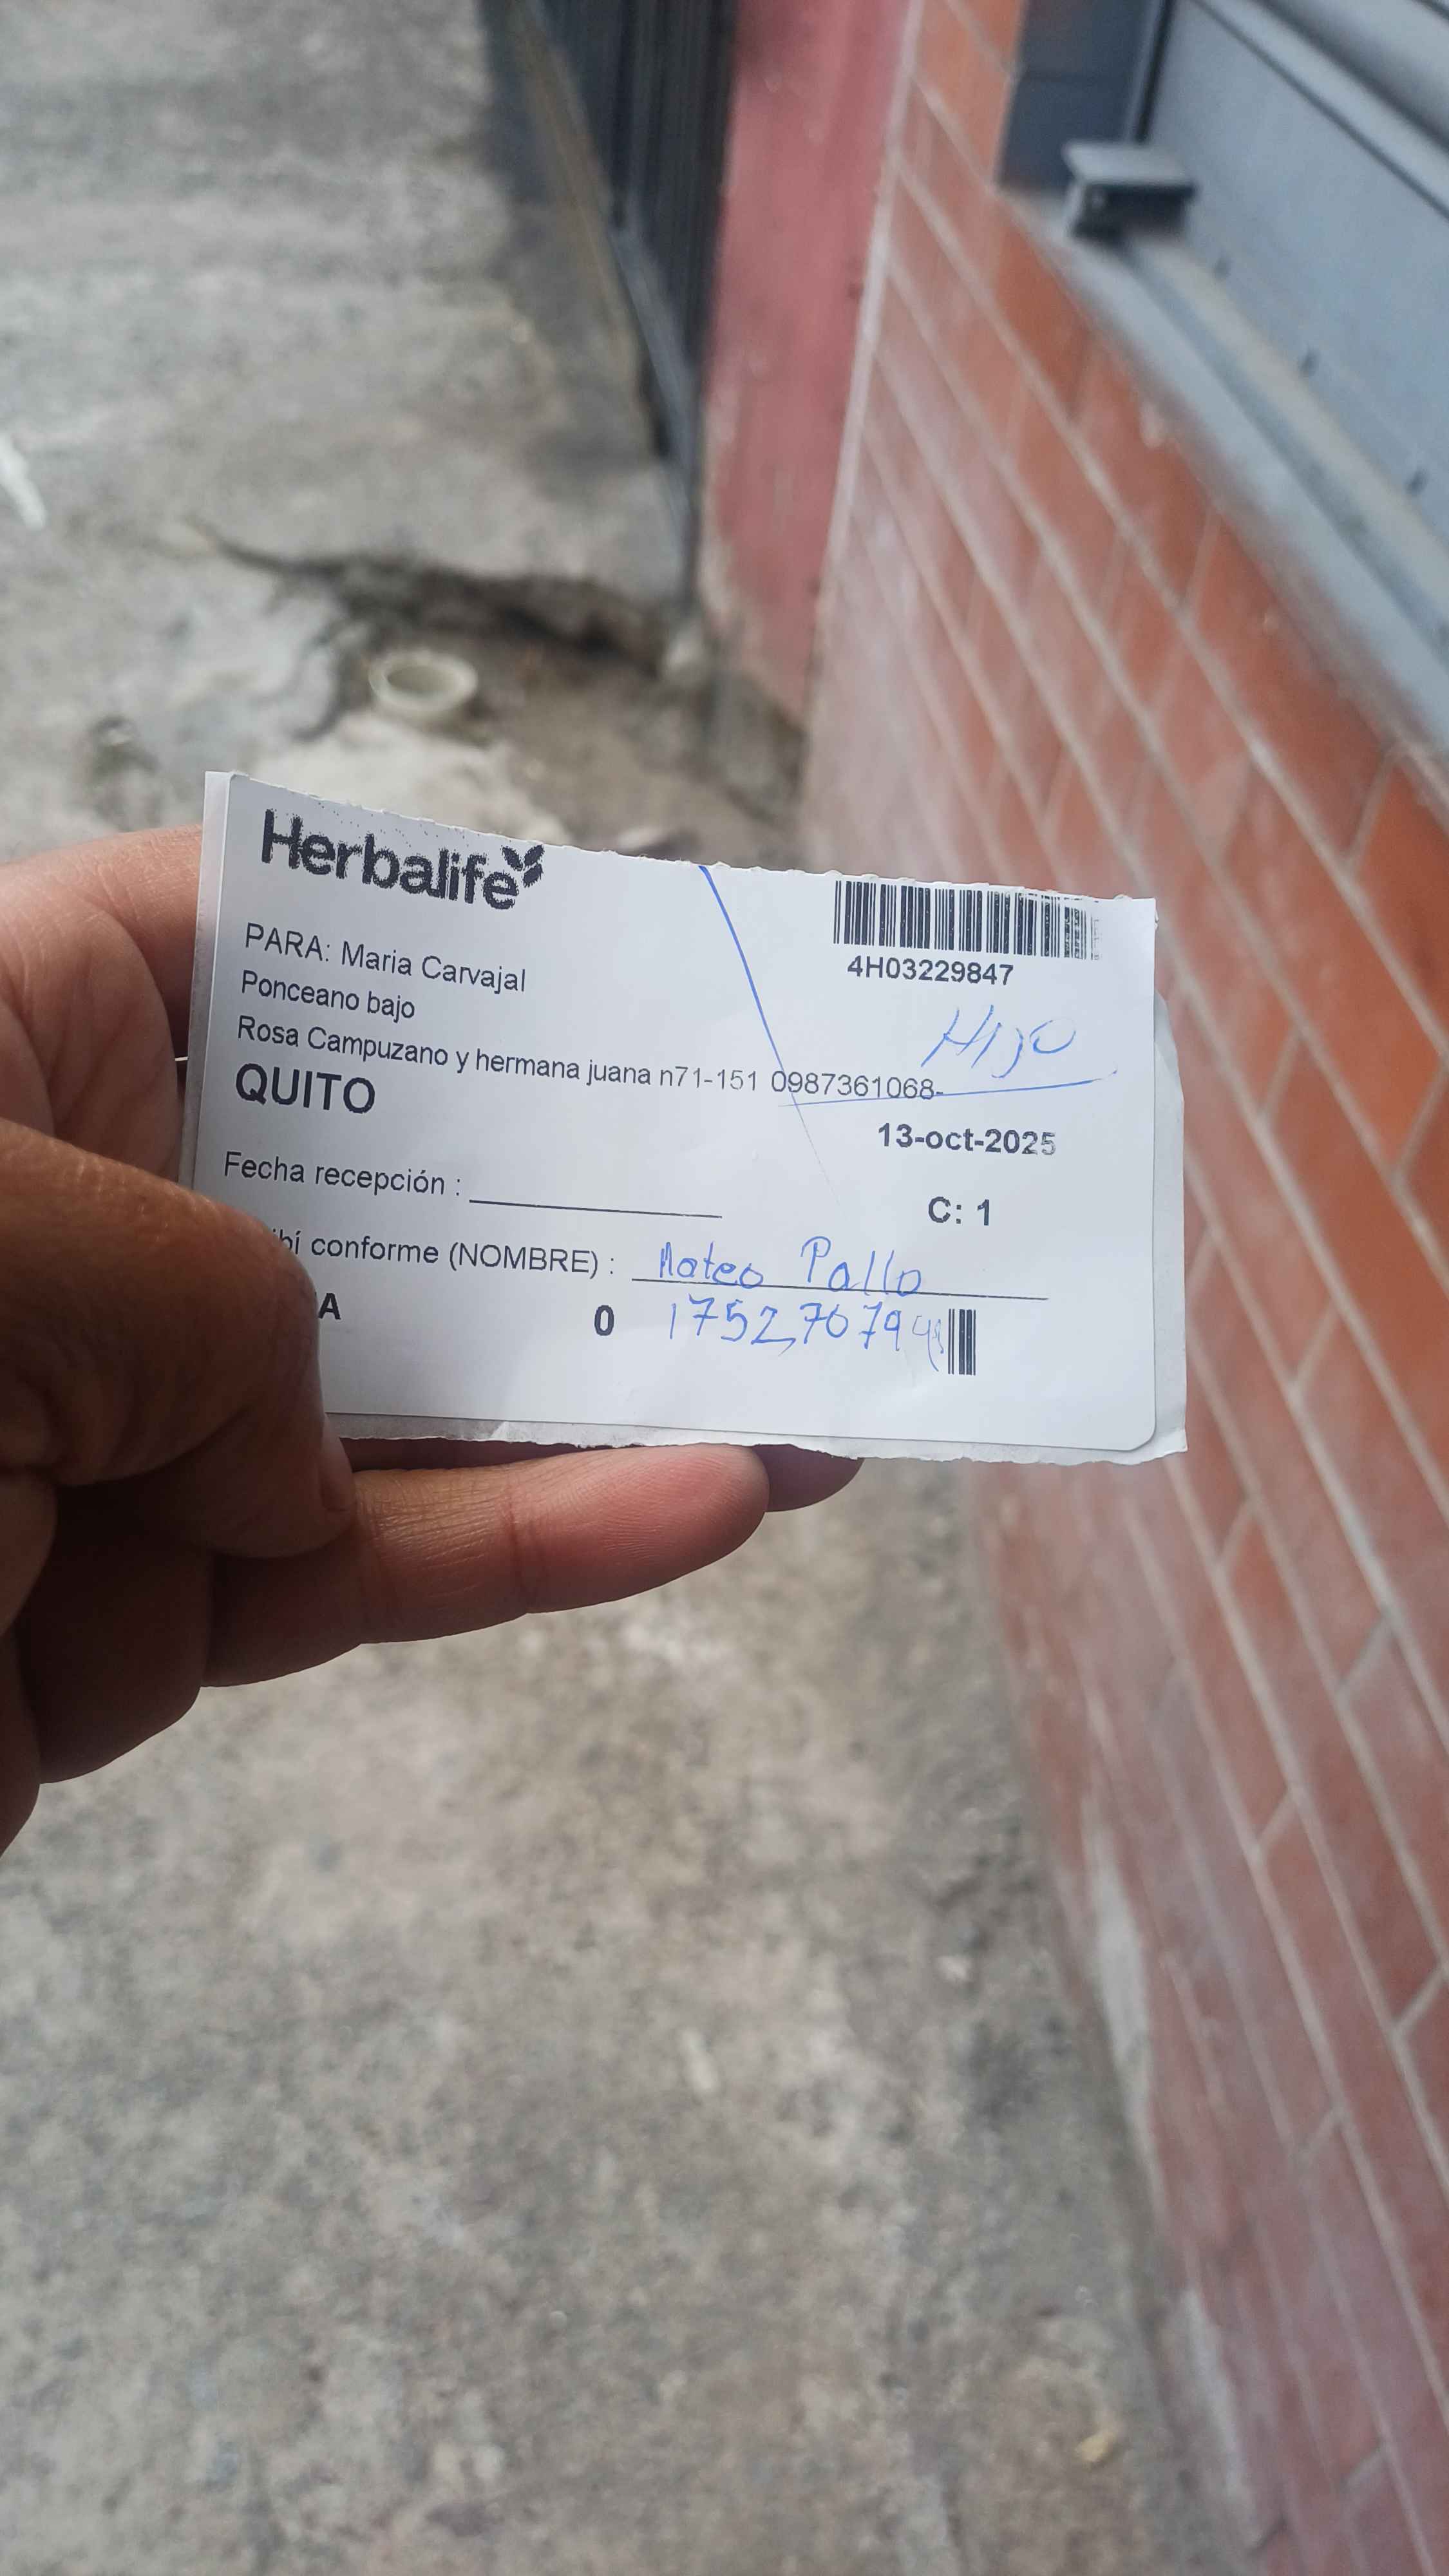 Herbalife
4H03229847
PARA: Maria Carvajal
Hijo
Ponceano bajo
Rosa Campuzano y hermana juana n71-151 0987361068-
QUITO
13-oct-2025
Fecha recepción :
C: 1
bí conforme (NOMBRE) : Mateo Pallo
A 0